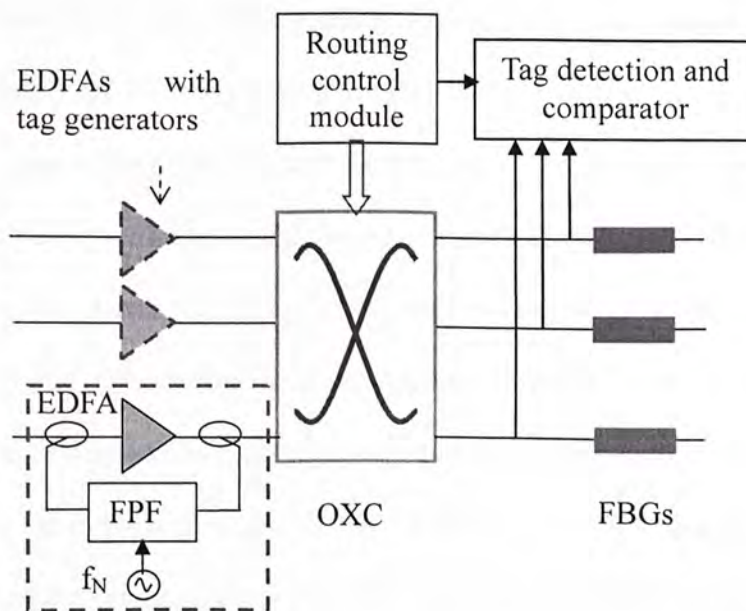 EDFAs with
tag generators
Routing
control
module
Tag detection and
comparator
EDFA
FPF
f_N
OXC
FBGs